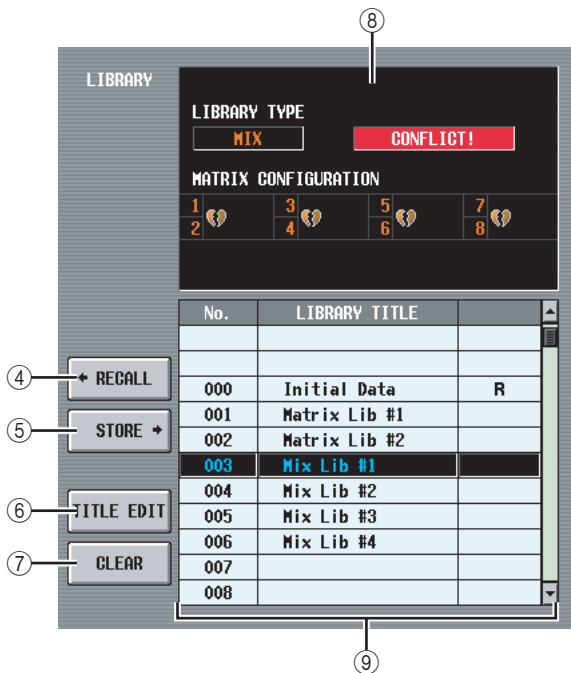 ⑧
LIBRARY
LIBRARY TYPE
MIX CONFLICT!
MATRIX CONFIGURATION
1 3 5 7
2 4 6 8
No. LIBRARY TITLE
④ RECALL
000 Initial Data R
001 Matrix Lib #1
⑤ STORE
002 Matrix Lib #2
003 Mix Lib #1
004 Mix Lib #2
⑥ TITLE EDIT
005 Mix Lib #3
006 Mix Lib #4
⑦ CLEAR
007
008
⑨